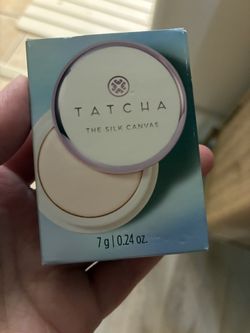 TATCHA
THE SILK CANVAS
7 g | 0.24 oz.